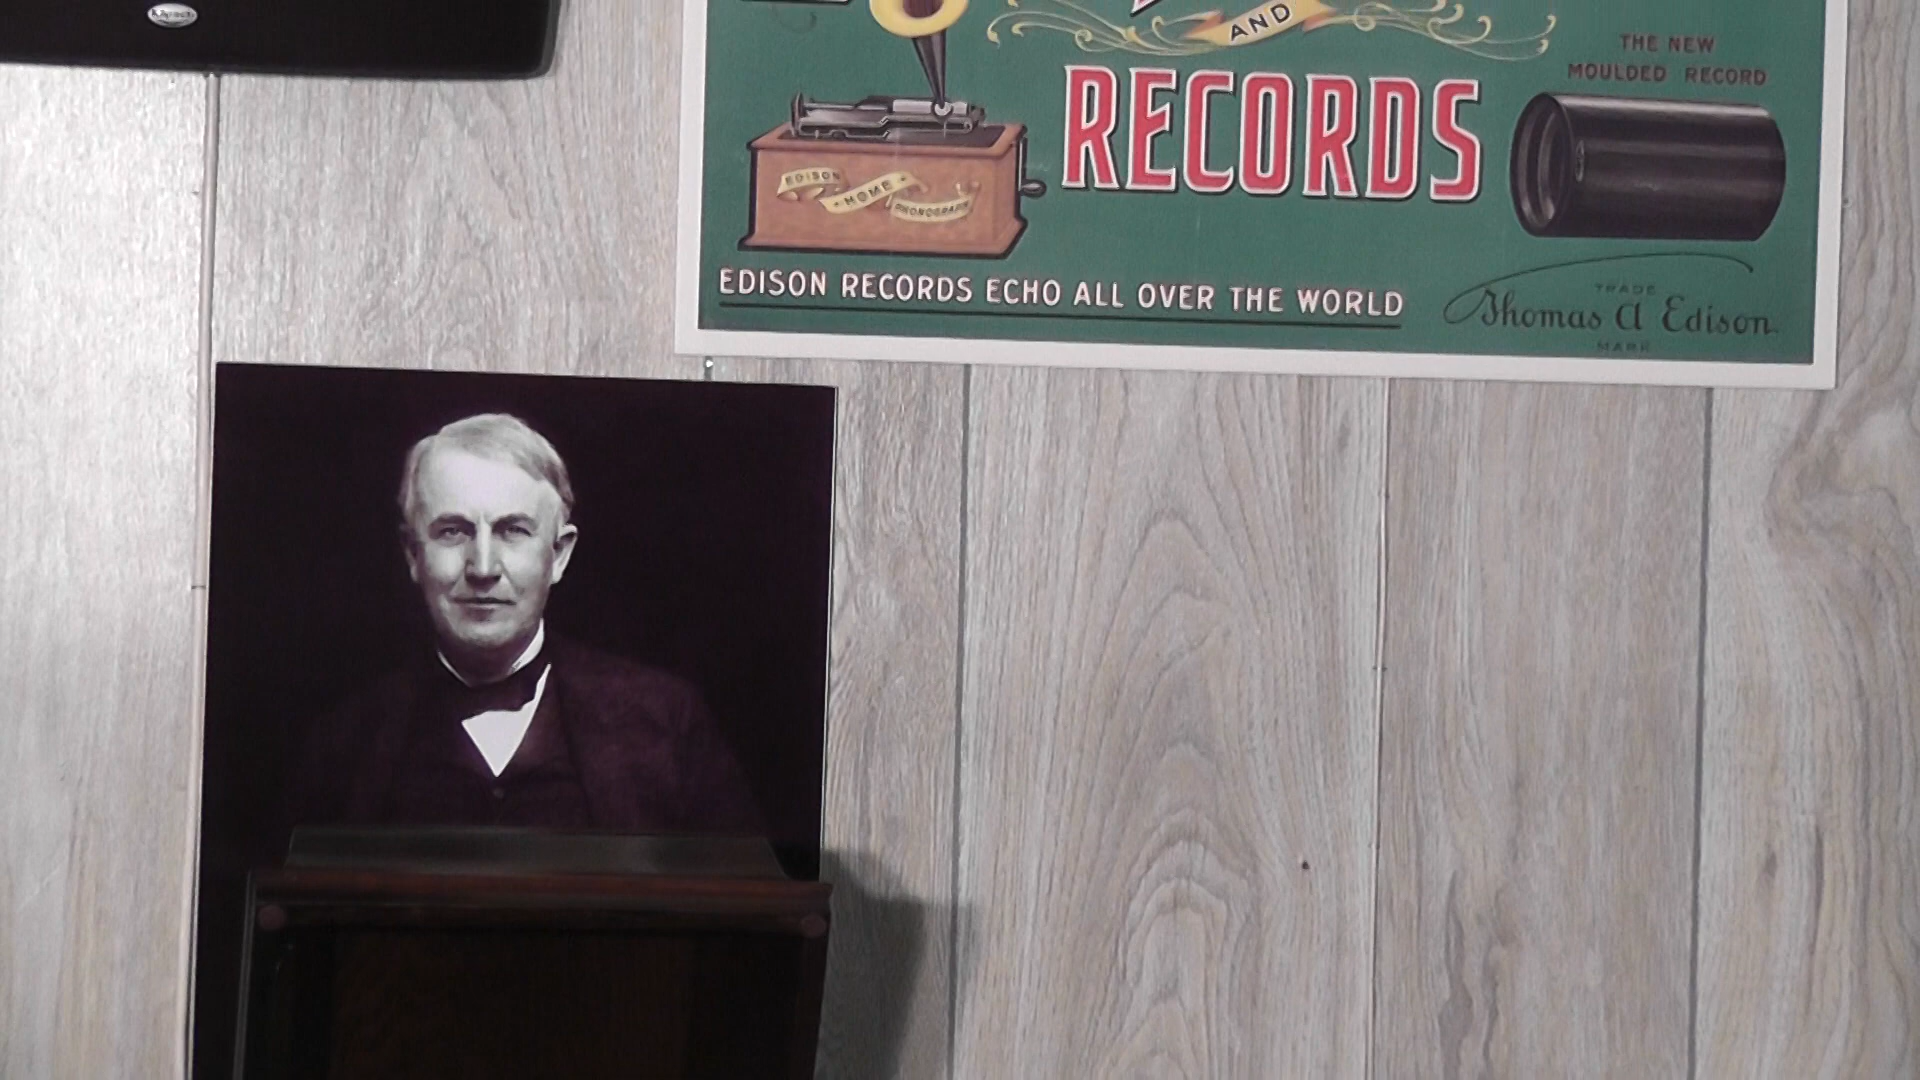 Klipsch
AND
RECORDS
THE NEW
MOULDED RECORD
EDISON
HOME
PHONOGRAPH
EDISON RECORDS ECHO ALL OVER THE WORLD
TRADE
Thomas A Edison
MARK